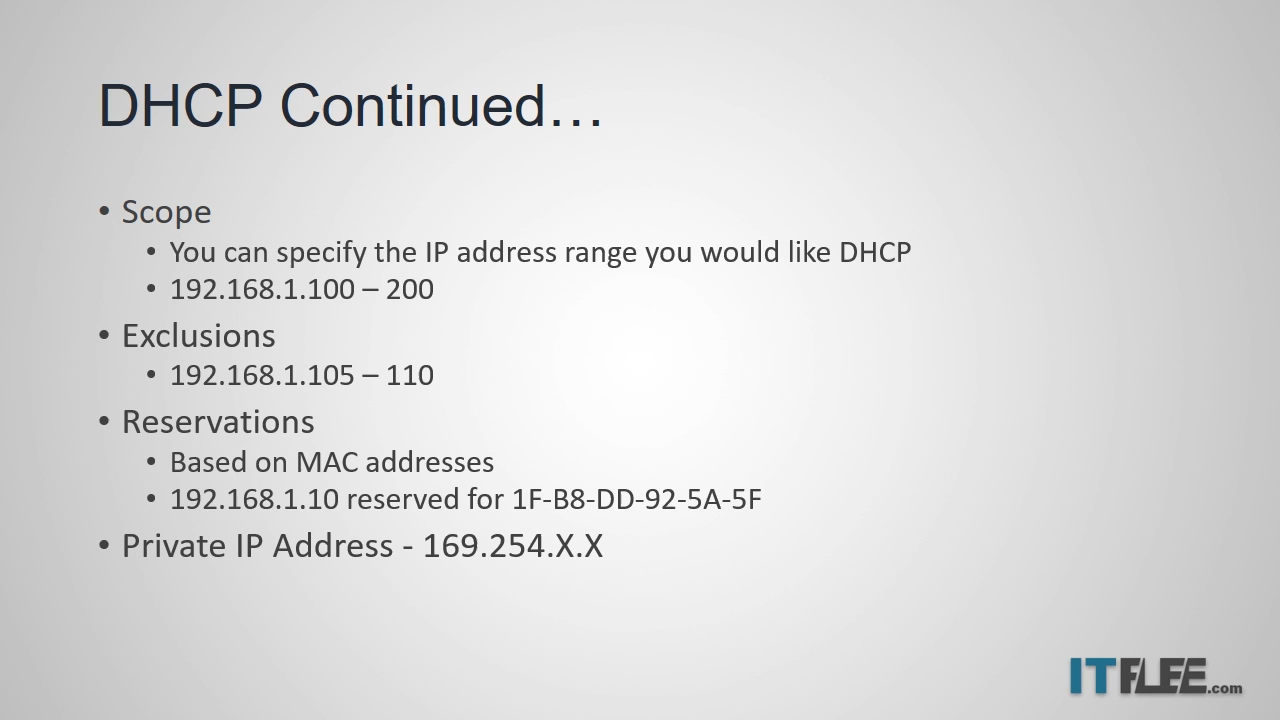 DHCP Continued…
• Scope
• You can specify the IP address range you would like DHCP
• 192.168.1.100 – 200
• Exclusions
• 192.168.1.105 – 110
• Reservations
• Based on MAC addresses
• 192.168.1.10 reserved for 1F-B8-DD-92-5A-5F
• Private IP Address - 169.254.X.X
ITFLEE.com